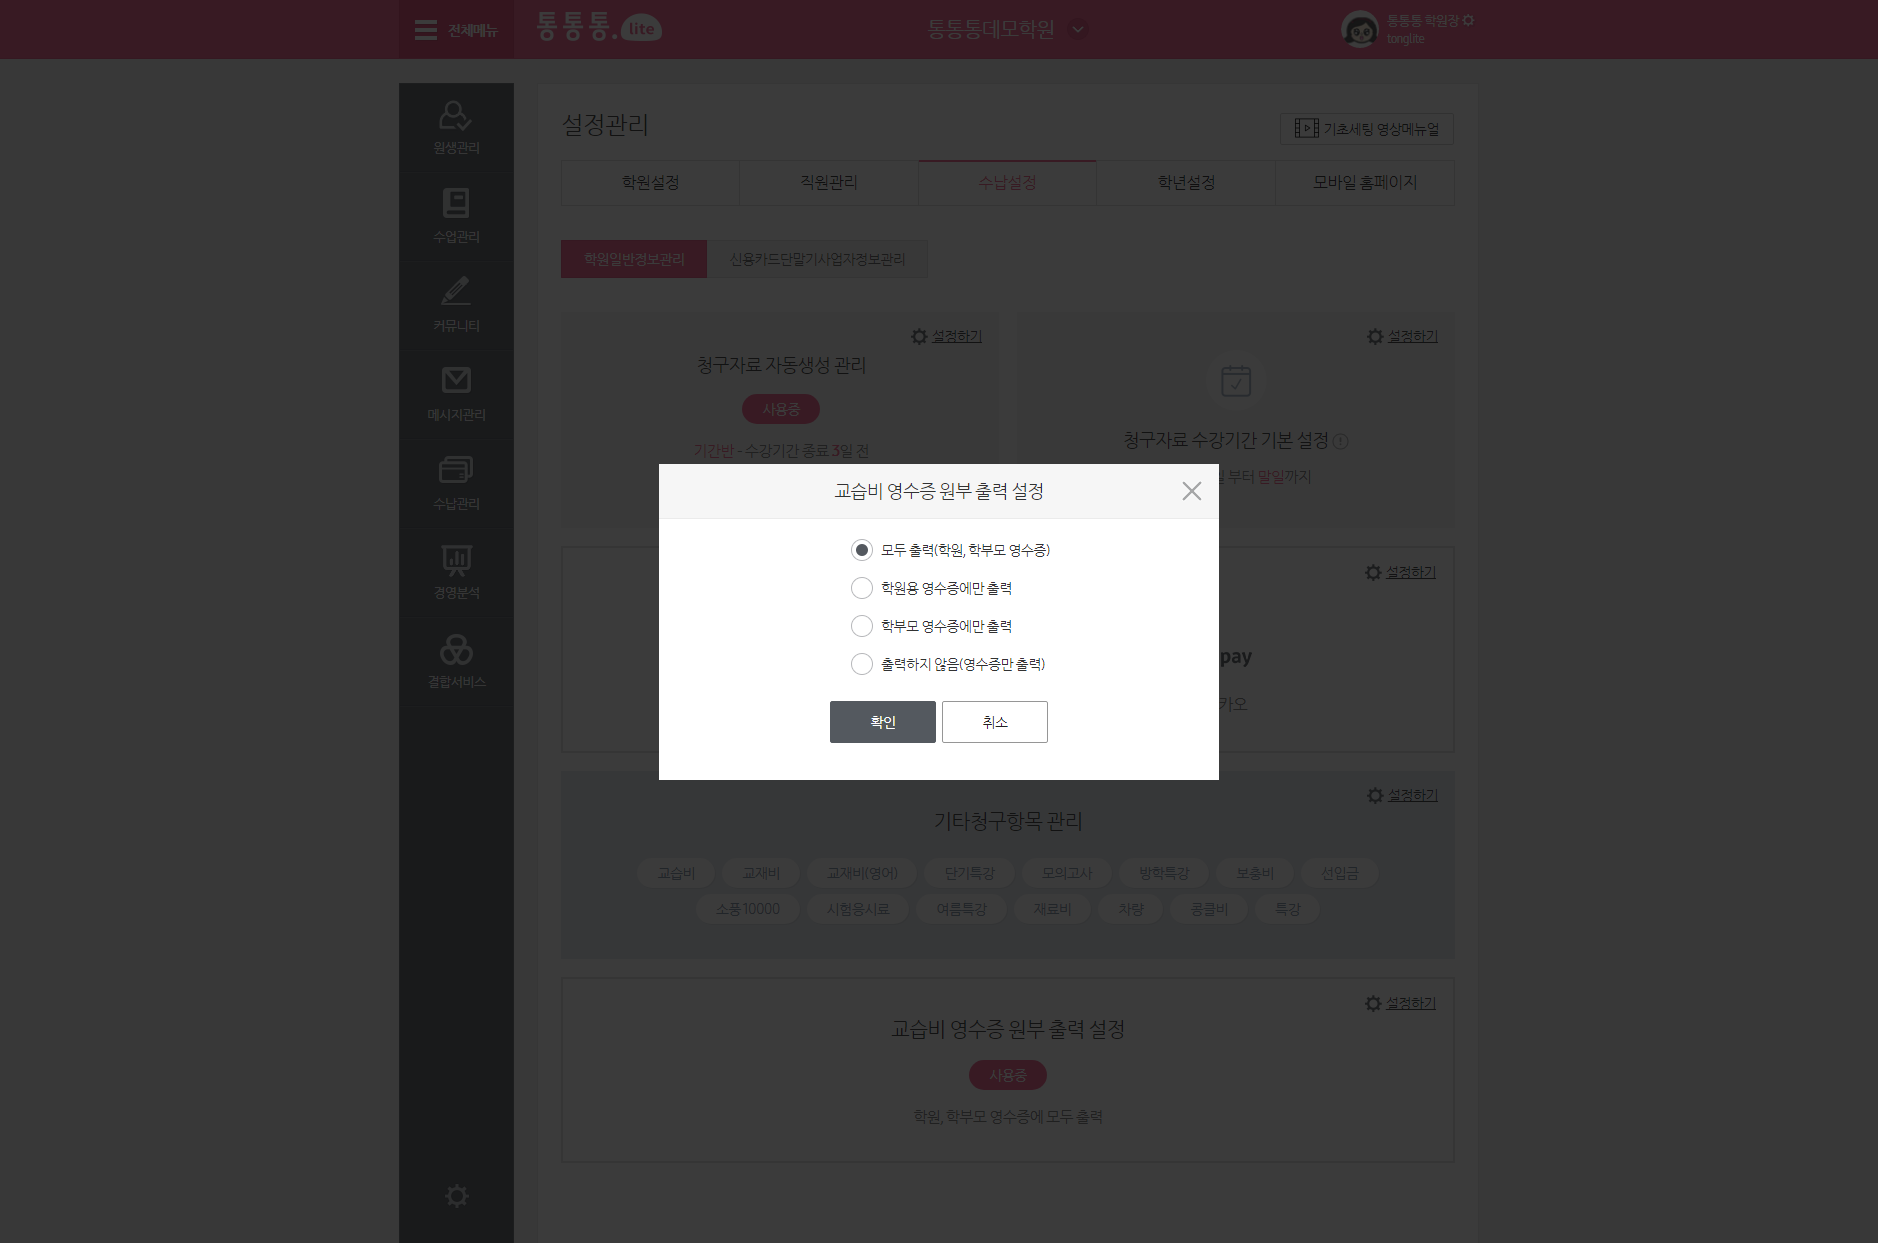 전체메뉴
통통통.lite
통통통데모학원
통통통 학원장
tonglite
원생관리
수업관리
커뮤니티
메시지관리
수납관리
경영분석
결합서비스
설정관리
기초세팅 영상메뉴얼
학원설정
직원관리
수납설정
학년설정
모바일 홈페이지
학원일반정보관리
신용카드단말기사업자정보관리
설정하기
청구자료 자동생성 관리
사용중
기간반 - 수강기간 종료 3일 전
설정하기
청구자료 수강기간 기본 설정
부터 말일까지
교습비 영수증 원부 출력 설정
모두 출력(학원, 학부모 영수증)
학원용 영수증에만 출력
학부모 영수증에만 출력
출력하지 않음(영수증만 출력)
확인
취소
설정하기
pay
카오
설정하기
기타청구항목 관리
교습비 교재비 교재비(영어) 단기특강 모의고사 방학특강 보충비 선입금
소풍10000 시험응시료 여름특강 재료비 차량 콩쿨비 특강
설정하기
교습비 영수증 원부 출력 설정
사용중
학원, 학부모 영수증에 모두 출력